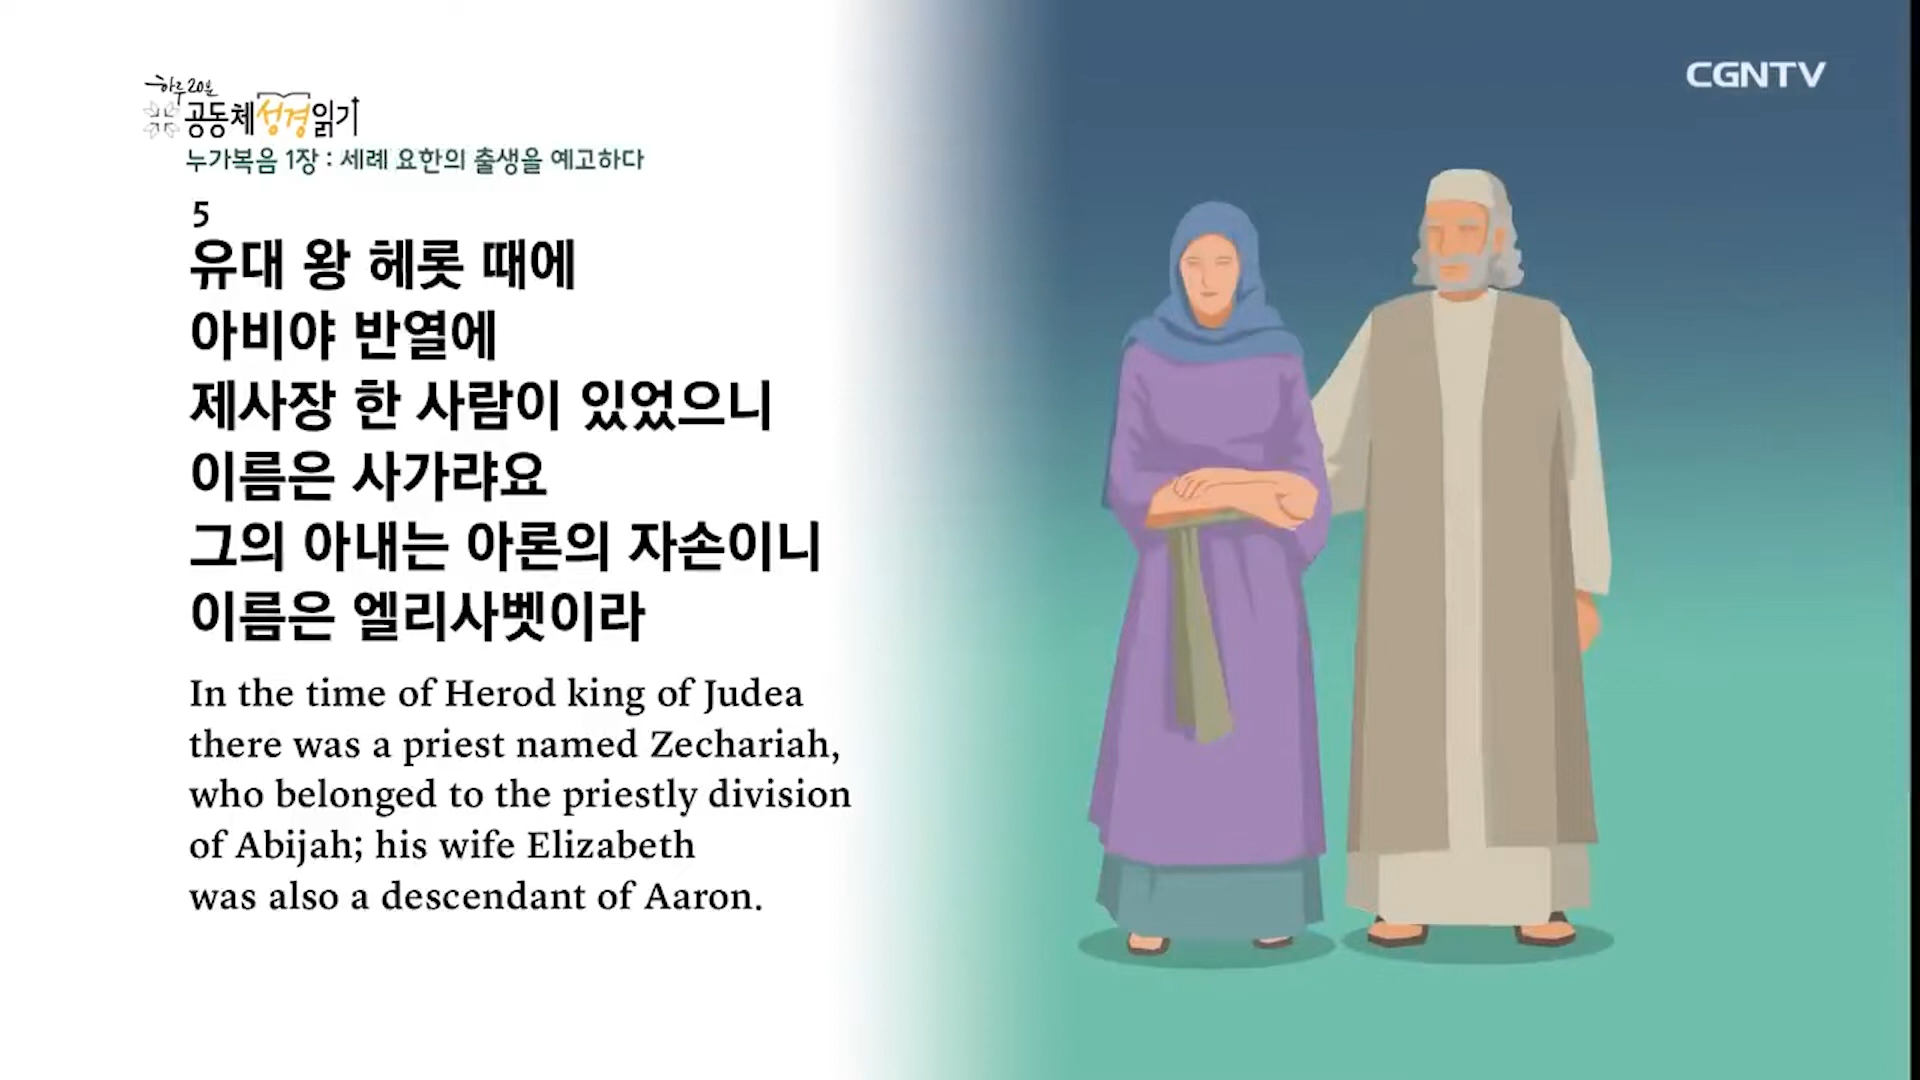 하루 20분
공동체성경읽기
누가복음 1장 : 세례 요한의 출생을 예고하다
5
유대 왕 헤롯 때에
아비야 반열에
제사장 한 사람이 있었으니
이름은 사가랴요
그의 아내는 아론의 자손이니
이름은 엘리사벳이라
In the time of Herod king of Judea
there was a priest named Zechariah,
who belonged to the priestly division
of Abijah; his wife Elizabeth
was also a descendant of Aaron.
CGNTV